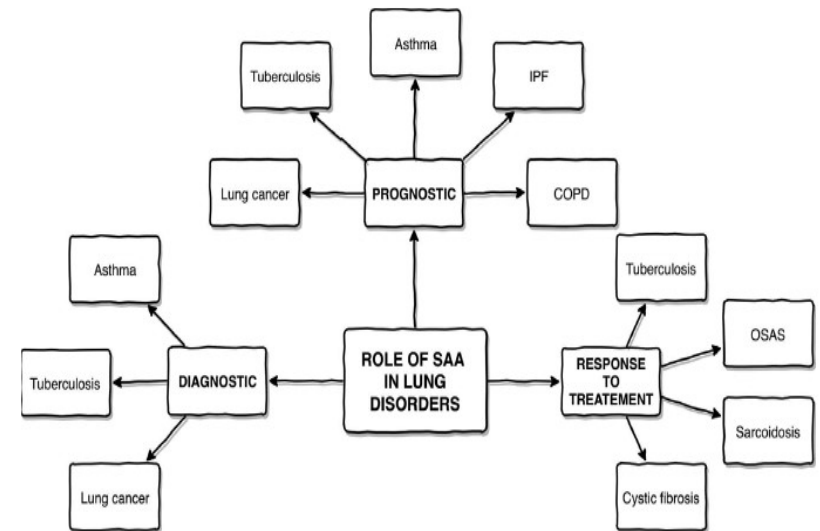 Asthma
Tuberculosis
IPF
Lung cancer
PROGNOSTIC
COPD
Asthma
Tuberculosis
OSAS
Tuberculosis
DIAGNOSTIC
ROLE OF SAA
IN LUNG
DISORDERS
RESPONSE
TO
TREATEMENT
Sarcoidosis
Lung cancer
Cystic fibrosis